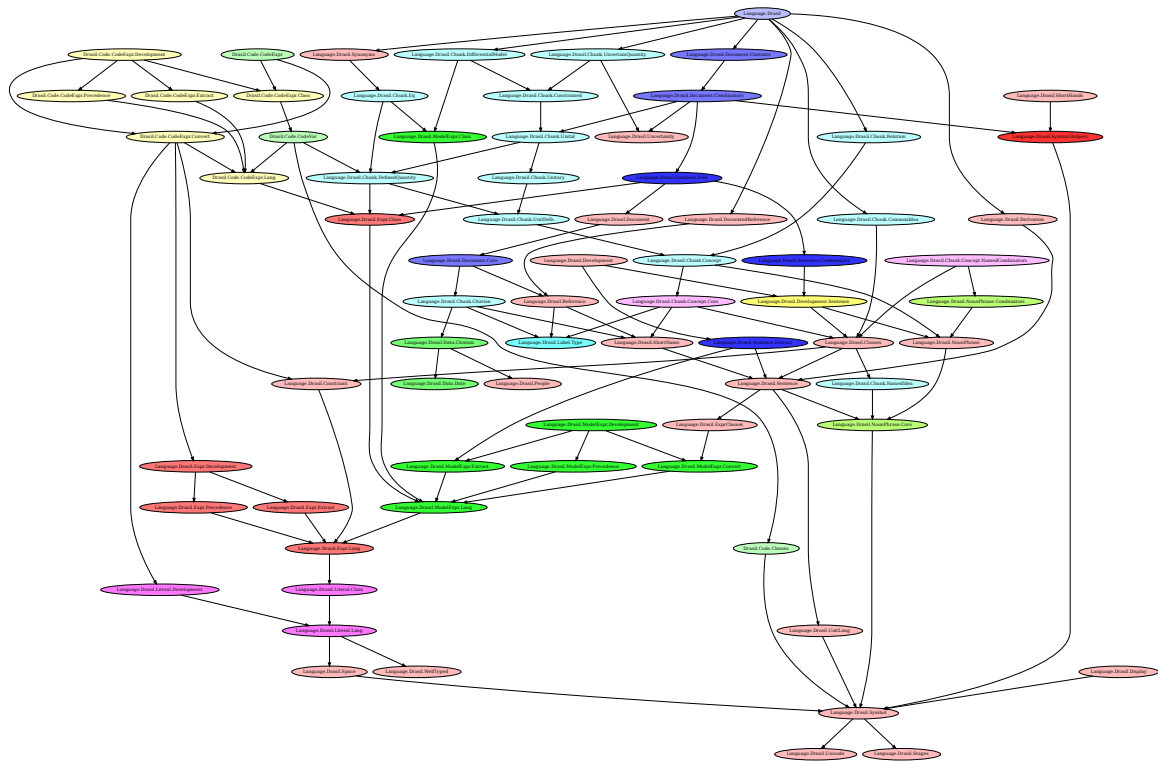 Language.Drasil
Drasil.Code.CodeExpr.Development
Drasil.Code.CodeExpr
Language.Drasil.Synonyms
Language.Drasil.Chunk.DifferentialModel
Language.Drasil.Chunk.UncertainQuantity
Language.Drasil.Document.Contents
Drasil.Code.CodeExpr.Precedence
Drasil.Code.CodeExpr.Extract
Drasil.Code.CodeExpr.Class
Language.Drasil.Chunk.Eq
Language.Drasil.Chunk.Constrained
Language.Drasil.Document.Combinators
Language.Drasil.ShortHands
Drasil.Code.CodeExpr.Convert
Drasil.Code.CodeVar
Language.Drasil.ModelExpr.Class
Language.Drasil.Chunk.Unital
Language.Drasil.Uncertainty
Language.Drasil.Chunk.Relation
Language.Drasil.Symbol.Helpers
Drasil.Code.CodeExpr.Lang
Language.Drasil.Chunk.DefinedQuantity
Language.Drasil.Chunk.Unitary
Language.Drasil.Sentence.Fold
Language.Drasil.Expr.Class
Language.Drasil.Chunk.UnitDefn
Language.Drasil.Document
Language.Drasil.DecoratedReference
Language.Drasil.Chunk.CommonIdea
Language.Drasil.Derivation
Language.Drasil.Document.Core
Language.Drasil.Development
Language.Drasil.Chunk.Concept
Language.Drasil.Sentence.Combinators
Language.Drasil.Chunk.Concept.NamedCombinators
Language.Drasil.Chunk.Citation
Language.Drasil.Reference
Language.Drasil.Chunk.Concept.Core
Language.Drasil.Development.Sentence
Language.Drasil.NounPhrase.Combinators
Language.Drasil.Data.Citation
Language.Drasil.Label.Type
Language.Drasil.ShortName
Language.Drasil.Sentence.Extract
Language.Drasil.Classes
Language.Drasil.NounPhrase
Language.Drasil.Constraint
Language.Drasil.Data.Date
Language.Drasil.People
Language.Drasil.Sentence
Language.Drasil.Chunk.NamedIdea
Language.Drasil.ModelExpr.Development
Language.Drasil.ExprClasses
Language.Drasil.NounPhrase.Core
Language.Drasil.Expr.Development
Language.Drasil.ModelExpr.Extract
Language.Drasil.ModelExpr.Precedence
Language.Drasil.ModelExpr.Convert
Language.Drasil.Expr.Precedence
Language.Drasil.Expr.Extract
Language.Drasil.ModelExpr.Lang
Language.Drasil.Expr.Lang
Drasil.Code.Classes
Language.Drasil.Literal.Development
Language.Drasil.Literal.Class
Language.Drasil.Literal.Lang
Language.Drasil.UnitLang
Language.Drasil.Space
Language.Drasil.WellTyped
Language.Drasil.Display
Language.Drasil.Symbol
Language.Drasil.Unicode
Language.Drasil.Stages